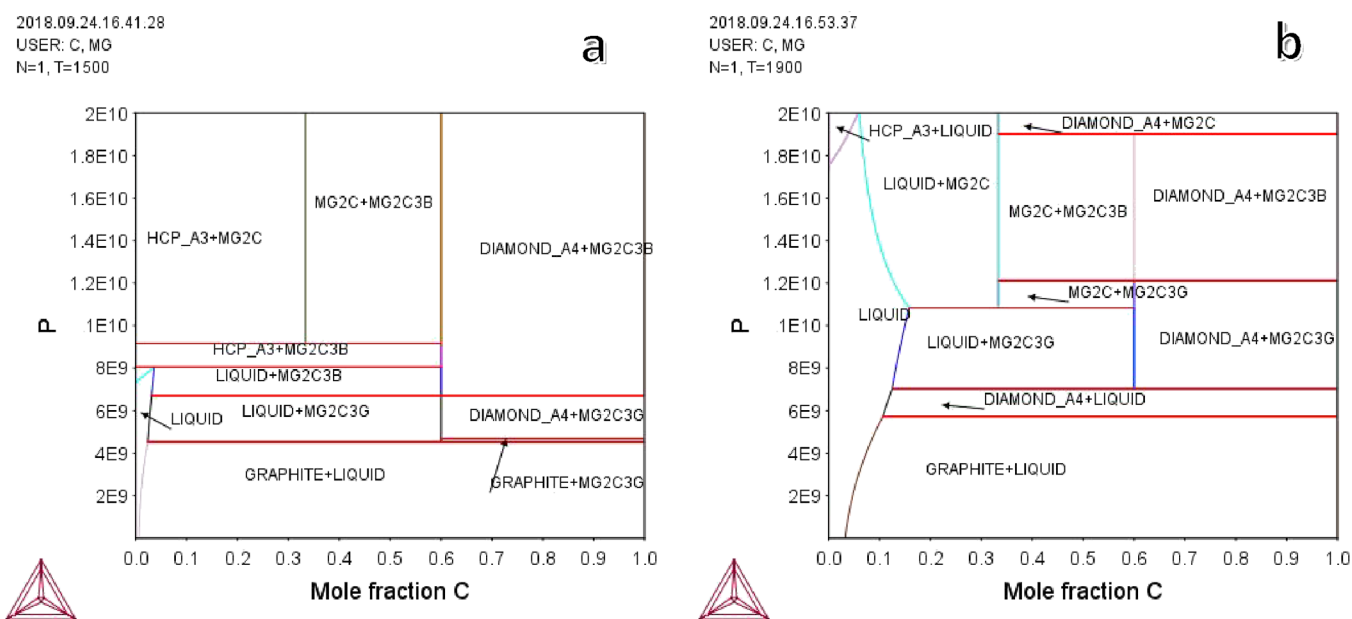 2018.09.24.16.41.28
USER: C, MG
N=1, T=1500
a
2E10
1.8E10
1.6E10
1.4E10
1.2E10
1E10
8E9
6E9
4E9
2E9
P
MG2C+MG2C3B
HCP_A3+MG2C
DIAMOND_A4+MG2C3B
HCP_A3+MG2C3B
LIQUID+MG2C3B
LIQUID
LIQUID+MG2C3G
DIAMOND_A4+MG2C3G
GRAPHITE+LIQUID
GRAPHITE+MG2C3G
0.0 0.1 0.2 0.3 0.4 0.5 0.6 0.7 0.8 0.9 1.0
Mole fraction C
2018.09.24.16.53.37
USER: C, MG
N=1, T=1900
b
2E10
1.8E10
1.6E10
1.4E10
1.2E10
1E10
8E9
6E9
4E9
2E9
P
HCP_A3+LIQUID
DIAMOND_A4+MG2C
LIQUID+MG2C
DIAMOND_A4+MG2C3B
MG2C+MG2C3B
MG2C+MG2C3G
LIQUID
LIQUID+MG2C3G
DIAMOND_A4+MG2C3G
DIAMOND_A4+LIQUID
GRAPHITE+LIQUID
0.0 0.1 0.2 0.3 0.4 0.5 0.6 0.7 0.8 0.9 1.0
Mole fraction C